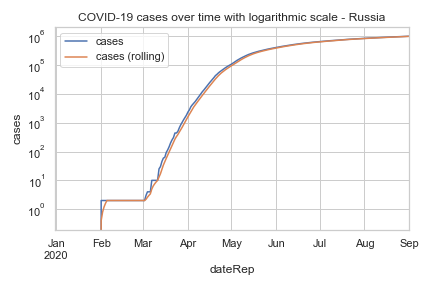 COVID-19 cases over time with logarithmic scale - Russia
cases
cases (rolling)
10⁶
10⁵
10⁴
10³
10²
10¹
10⁰
cases
Jan Feb Mar Apr May Jun Jul Aug Sep
2020
dateRep